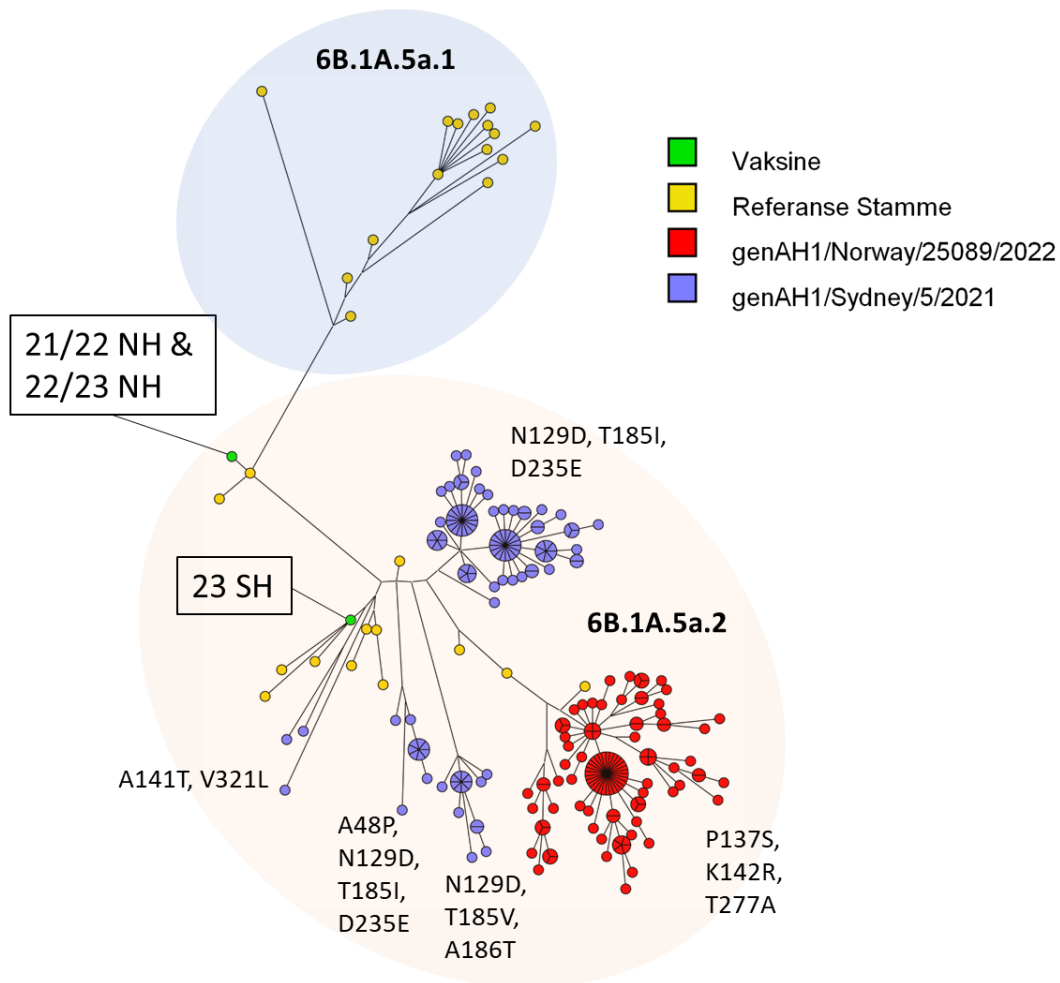 6B.1A.5a.1
Vaksine
Referanse Stamme
genAH1/Norway/25089/2022
genAH1/Sydney/5/2021
21/22 NH &
22/23 NH
N129D, T185I,
D235E
23 SH
6B.1A.5a.2
A141T, V321L
A48P,
N129D,
T185I,
D235E
N129D,
T185V,
A186T
P137S,
K142R,
T277A